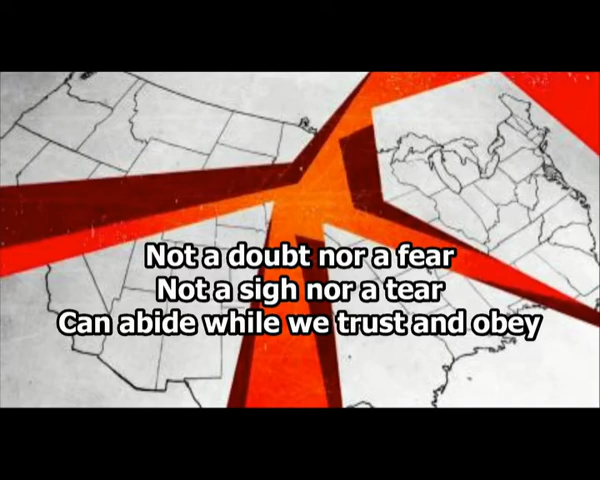 Not a doubt nor a fear
Not a sigh nor a tear
Can abide while we trust and obey